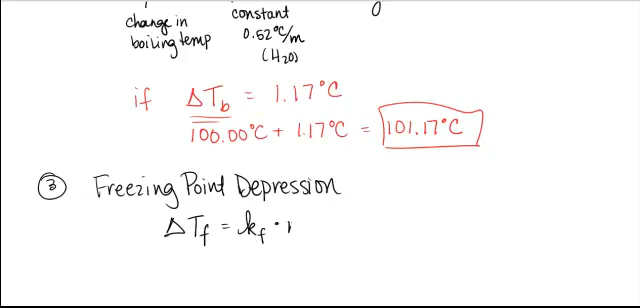 change in constant
boiling temp 0.52°C/m
(H₂O)
if ΔTb = 1.17°C
100.00°C + 1.17°C = 101.17°C
③ Freezing Point Depression
ΔTf = kf ·